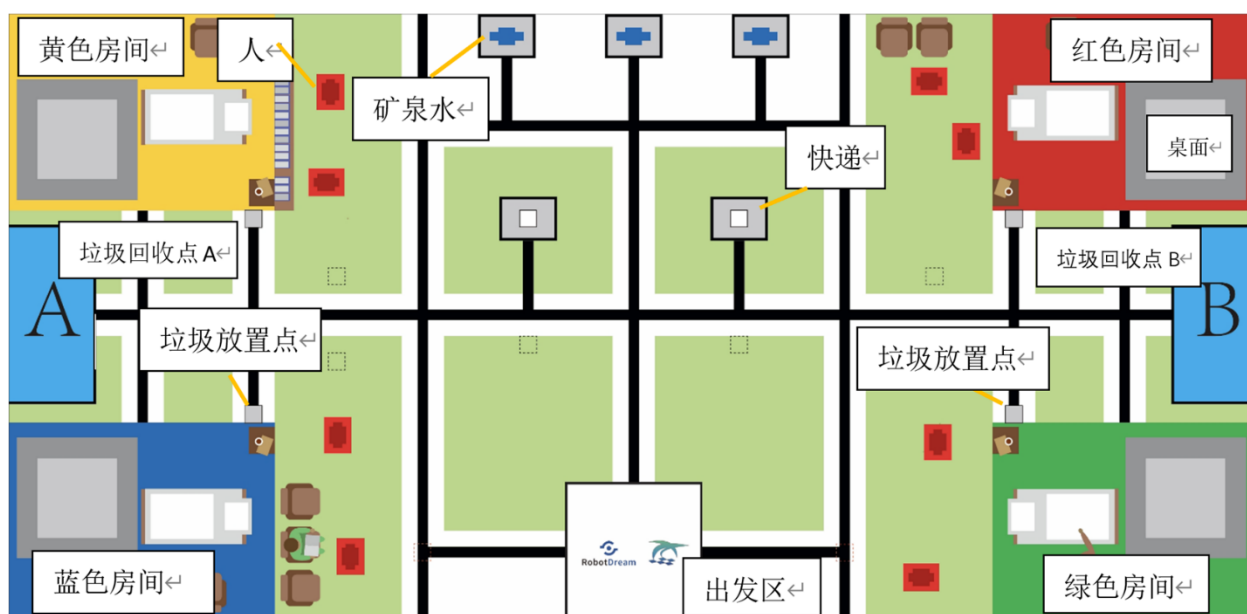 黄色房间↵
人↵
矿泉水↵
快递↵
红色房间↵
桌面↵
垃圾回收点 A↵
A
垃圾放置点↵
垃圾回收点 B↵
B
垃圾放置点↵
蓝色房间↵
RobotDream
出发区↵
绿色房间↵